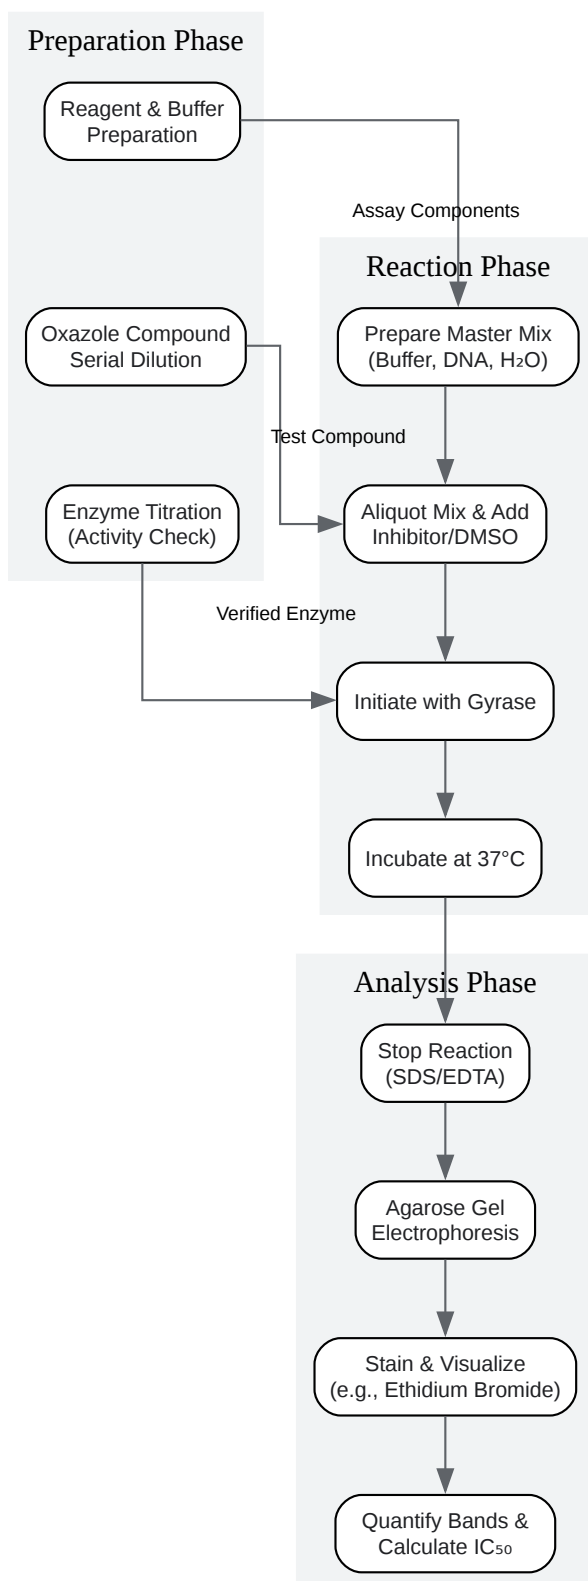 Preparation Phase
Reagent & Buffer
Preparation
Assay Components
Reaction Phase
Oxazole Compound
Serial Dilution
Prepare Master Mix
(Buffer, DNA, H₂O)
Test Compound
Enzyme Titration
(Activity Check)
Aliquot Mix & Add
Inhibitor/DMSO
Verified Enzyme
Initiate with Gyrase
Incubate at 37°C
Analysis Phase
Stop Reaction
(SDS/EDTA)
Agarose Gel
Electrophoresis
Stain & Visualize
(e.g., Ethidium Bromide)
Quantify Bands &
Calculate IC₅₀